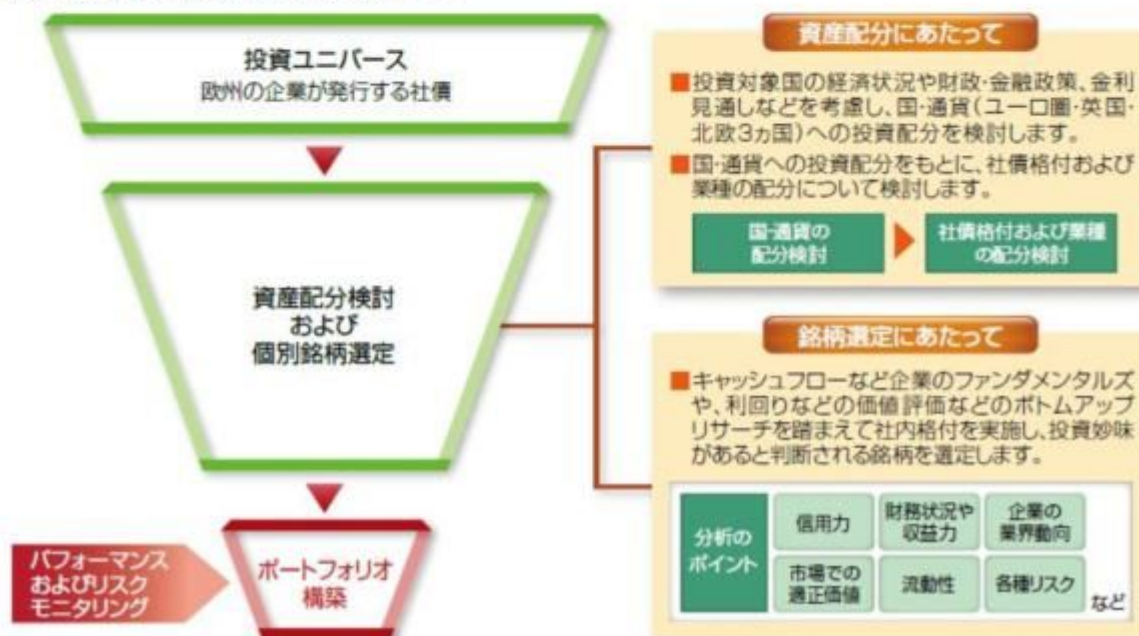 投資ユニバース
欧州の企業が発行する社債
資産配分検討
および
個別銘柄選定
パフォーマンス
およびリスク
モニタリング
ポートフォリオ
構築
資産配分にあたって
■投資対象国の経済状況や財政・金融政策、金利
見通しなどを考慮し、国・通貨(ユーロ圏・英国・
北欧3ヵ国)への投資配分を検討します。
■国・通貨への投資配分をもとに、社債格付および
業種の配分について検討します。
国・通貨の
配分検討
社債格付および業種
の配分検討
銘柄選定にあたって
■キャッシュフローなど企業のファンダメンタルズ
や、利回りなどの価値評価などのボトムアップ
リサーチを踏まえて社内格付を実施し、投資妙味
があると判断される銘柄を選定します。
分析の
ポイント
信用力
財務状況や
収益力
企業の
業界動向
市場での
適正価値
流動性
各種リスク
など